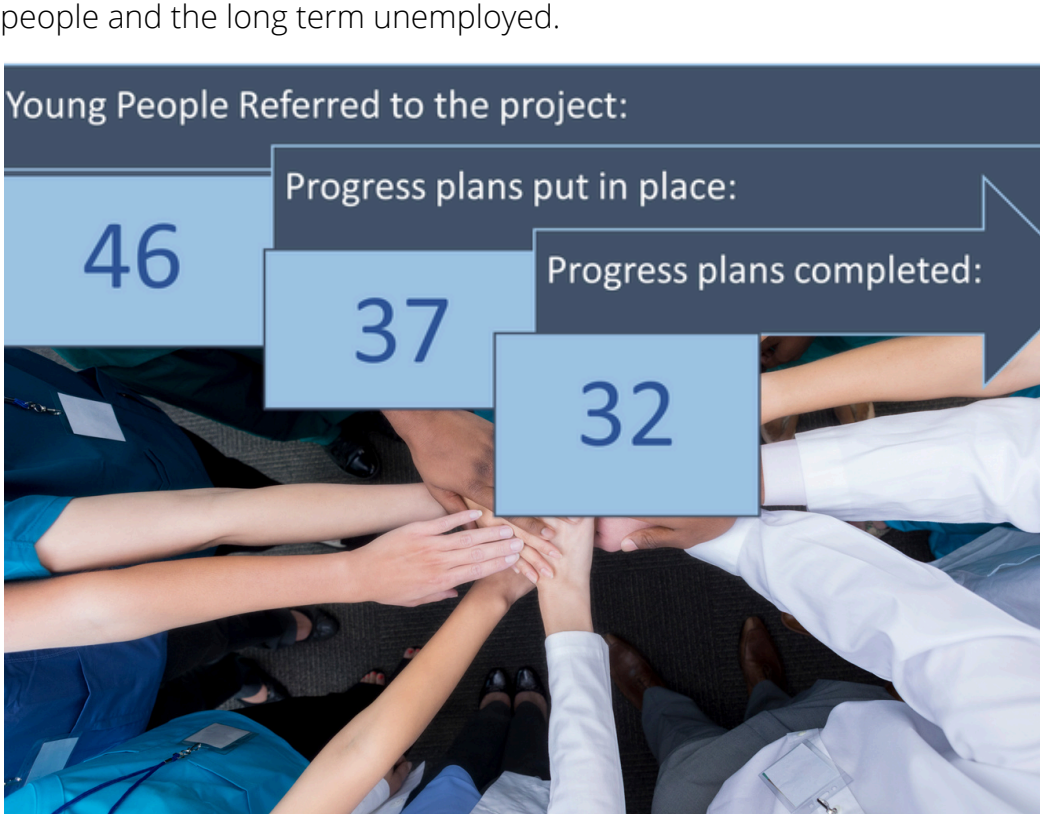 people and the long term unemployed.
Young People Referred to the project:
46
Progress plans put in place:
37
Progress plans completed:
32